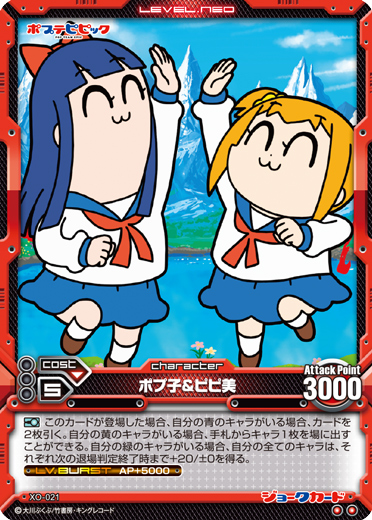 LEVEL.NEO
ポプテピピック
POP TEAM EPIC
COST
5
character
ポプ子&ピピ美
Attack Point
3000
このカードが登場した場合、自分の青のキャラがいる場合、カードを
2枚引く。自分の黄のキャラがいる場合、手札からキャラ1枚を場に出す
ことができる。自分の緑のキャラがいる場合、自分の全てのキャラは、そ
れぞれ次の退場判定終了時まで+20/±0を得る。
LV.BURST AP+5000
XO-021
ジョークカード
©大川ぶくぶ/竹書房・キングレコード